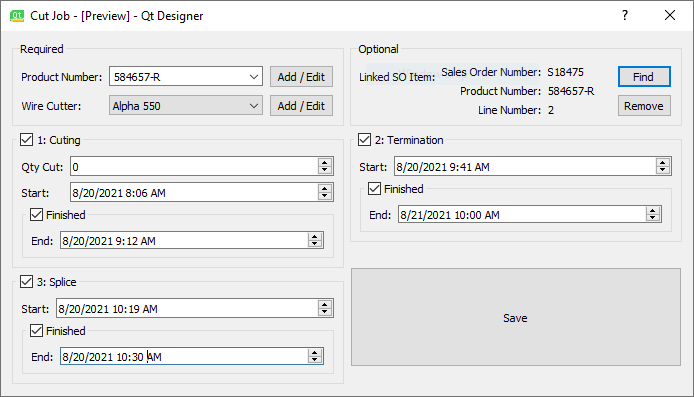 Cut Job - [Preview] - Qt Designer
Required
Product Number: 584657-R Add / Edit
Wire Cutter: Alpha 550 Add / Edit
Optional
Linked SO Item: Sales Order Number: S18475 Find
Product Number: 584657-R
Line Number: 2 Remove
1: Cuting
Qty Cut: 0
Start: 8/20/2021 8:06 AM
Finished
End: 8/20/2021 9:12 AM
2: Termination
Start: 8/20/2021 9:41 AM
Finished
End: 8/21/2021 10:00 AM
3: Splice
Start: 8/20/2021 10:19 AM
Finished
End: 8/20/2021 10:30 AM
Save